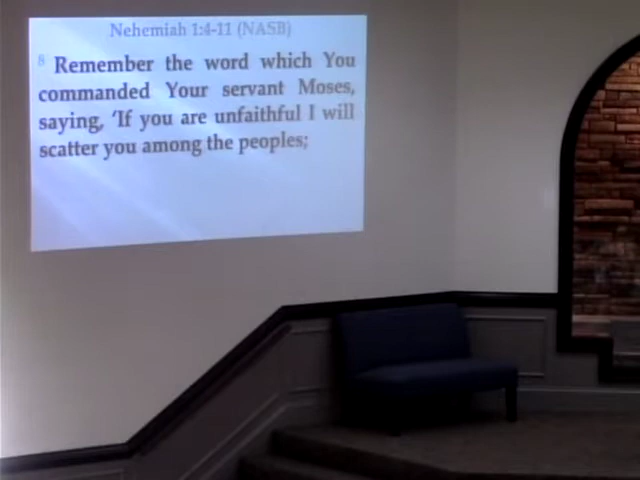 Nehemiah 1:4-11 (NASB)
8 Remember the word which You
commanded Your servant Moses,
saying, ‘If you are unfaithful I will
scatter you among the peoples;